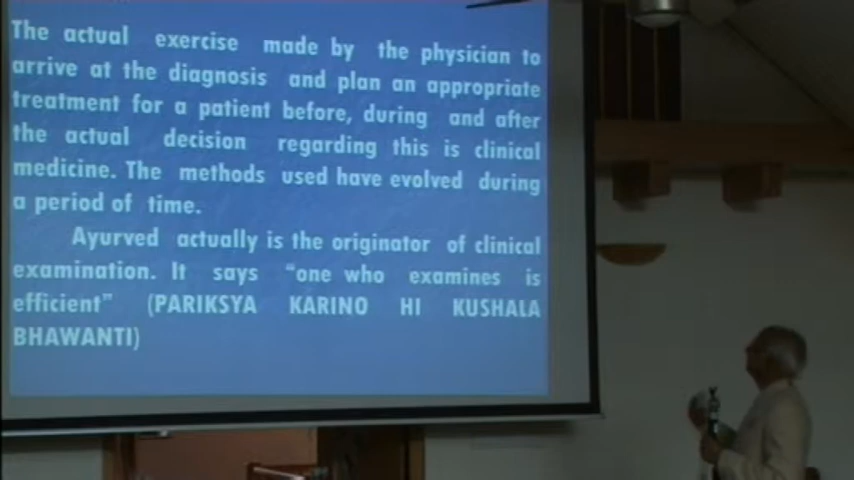 The actual exercise made by the physician to
arrive at the diagnosis and plan an appropriate
treatment for a patient before, during and after
the actual decision regarding this is clinical
medicine. The methods used have evolved during
a period of time.
Ayurved actually is the originator of clinical
examination. It says "one who examines is
efficient" (PARIKSYA KARINO HI KUSHALA
BHAWANTI)